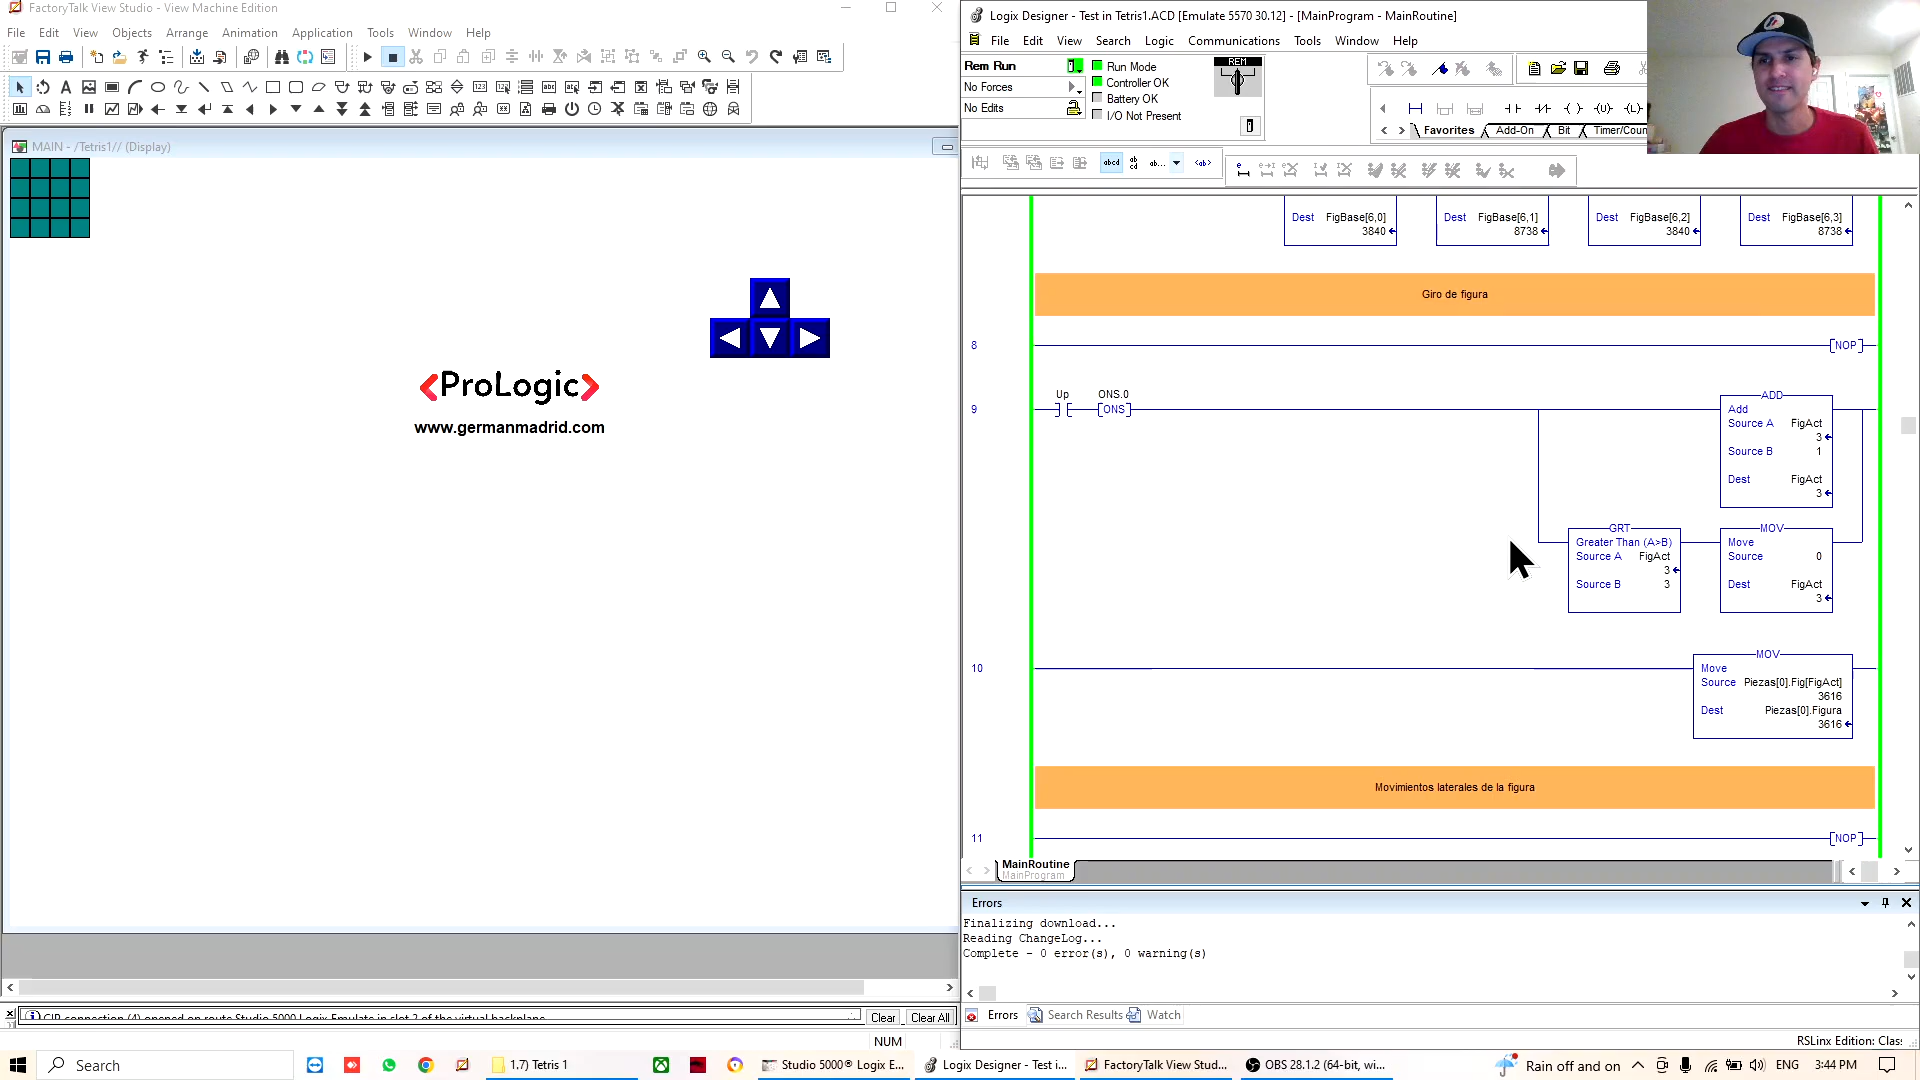 FactoryTalk View Studio - View Machine Edition
File Edit View Objects Arrange Animation Application Tools Window Help
MAIN - /Tetris1// (Display)
<ProLogic>
www.germanmadrid.com
Clear Clear All
NUM
Logix Designer - Test in Tetris1.ACD [Emulate 5570 30.12] - [MainProgram - MainRoutine]
File Edit View Search Logic Communications Tools Window Help
Rem Run
No Forces
No Edits
Run Mode
Controller OK
Battery OK
I/O Not Present
REM
Favorites Add-On Bit Timer/Coun
Dest FigBase[6,0]
3840
Dest FigBase[6,1]
8738
Dest FigBase[6,2]
3840
Dest FigBase[6,3]
8738
Giro de figura
8
NOP
9
Up
ONS.0
ONS
ADD
Add
Source A FigAct
3
Source B 1
Dest FigAct
3
GRT
Greater Than (A>B)
Source A FigAct
3
Source B 3
MOV
Move
Source 0
Dest FigAct
3
10
MOV
Move
Source Piezas[0].Fig[FigAct]
3616
Dest Piezas[0].Figura
3616
Movimientos laterales de la figura
11
NOP
MainRoutine
MainProgram
Errors
Finalizing download...
Reading ChangeLog...
Complete - 0 error(s), 0 warning(s)
Errors Search Results Watch
RSLinx Edition: Clas
Search
1.7) Tetris 1
Studio 5000® Logix E...
Logix Designer - Test i...
FactoryTalk View Stud...
OBS 28.1.2 (64-bit, wi...
Rain off and on
ENG
3:44 PM